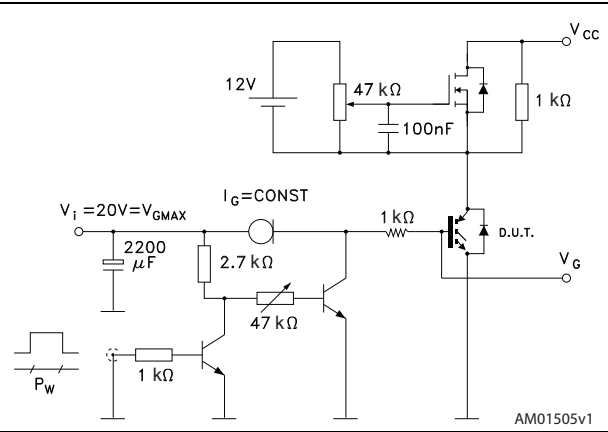 V_CC
12V
47 kΩ
1 kΩ
100nF
I_G=CONST
V_i =20V=V_GMAX
1 kΩ
2200
μF
2.7 kΩ
D.U.T.
V_G
47 kΩ
1 kΩ
P_W
AM01505v1